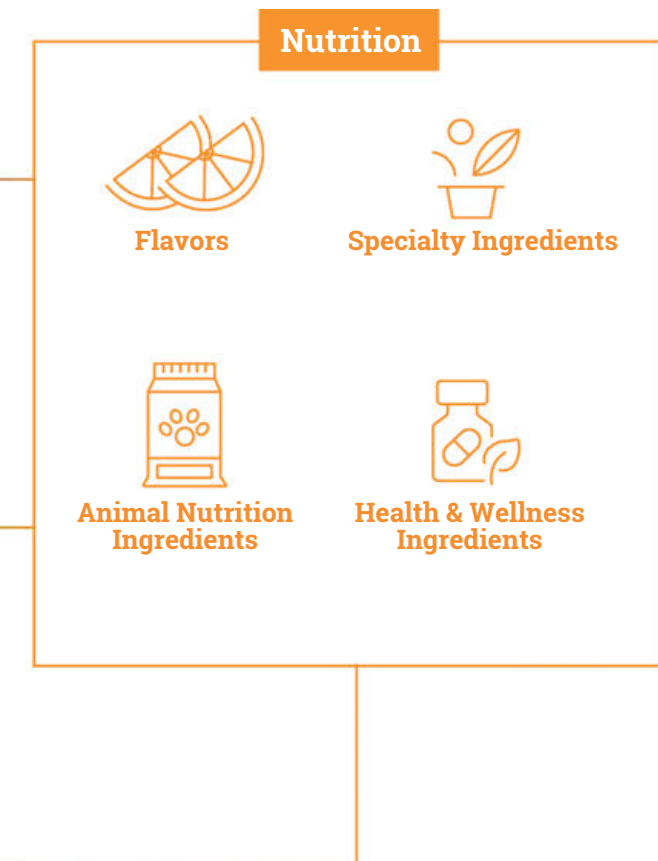 Nutrition
Flavors
Specialty Ingredients
Animal Nutrition
Ingredients
Health & Wellness
Ingredients